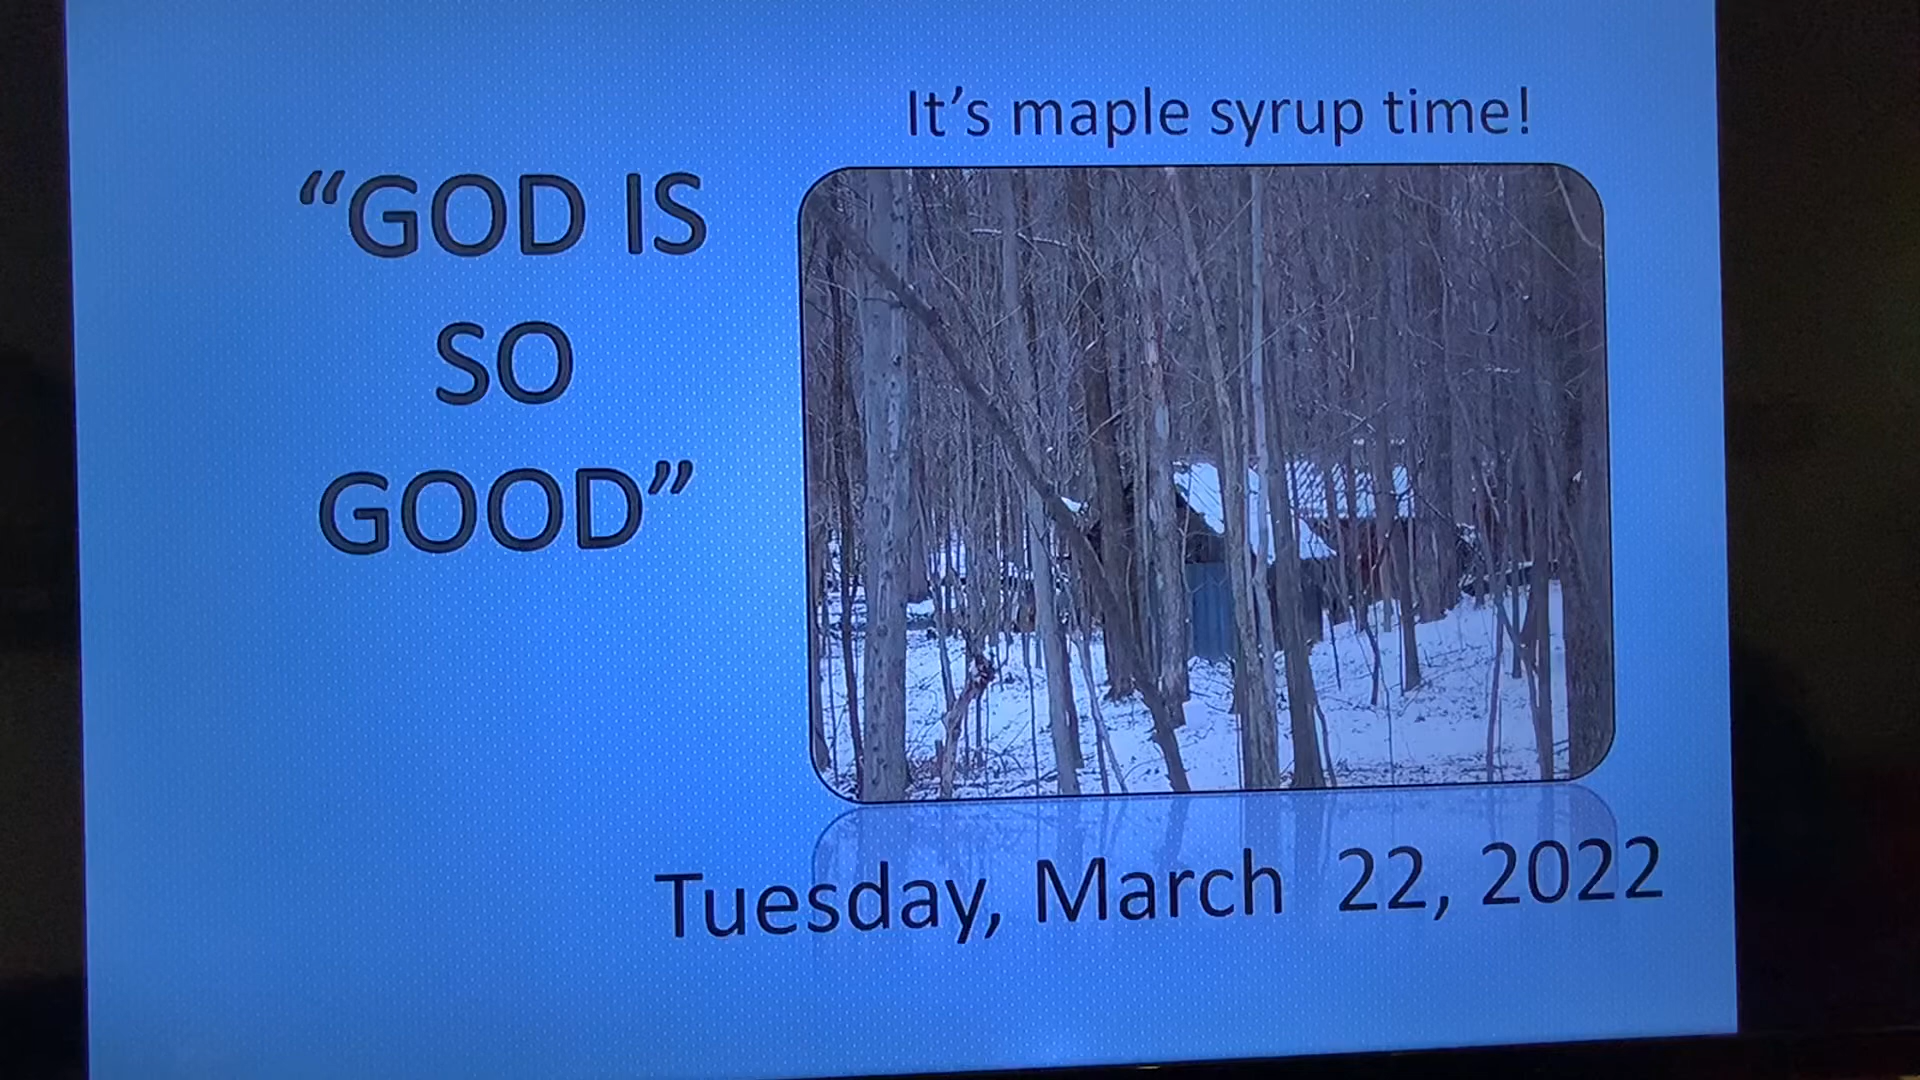 It’s maple syrup time!
“GOD IS
SO
GOOD”
Tuesday, March 22, 2022